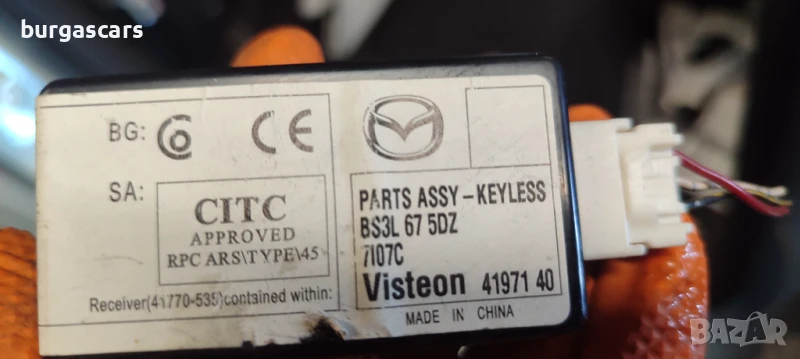 burgascars
BG: CE
SA:
CITC
APPROVED
RPC ARS\TYPE\45
Receiver(41770-535)contained within:
PARTS ASSY-KEYLESS
BS3L 67 5DZ
7I07C
Visteon 41971 40
MADE IN CHINA
BAZAR